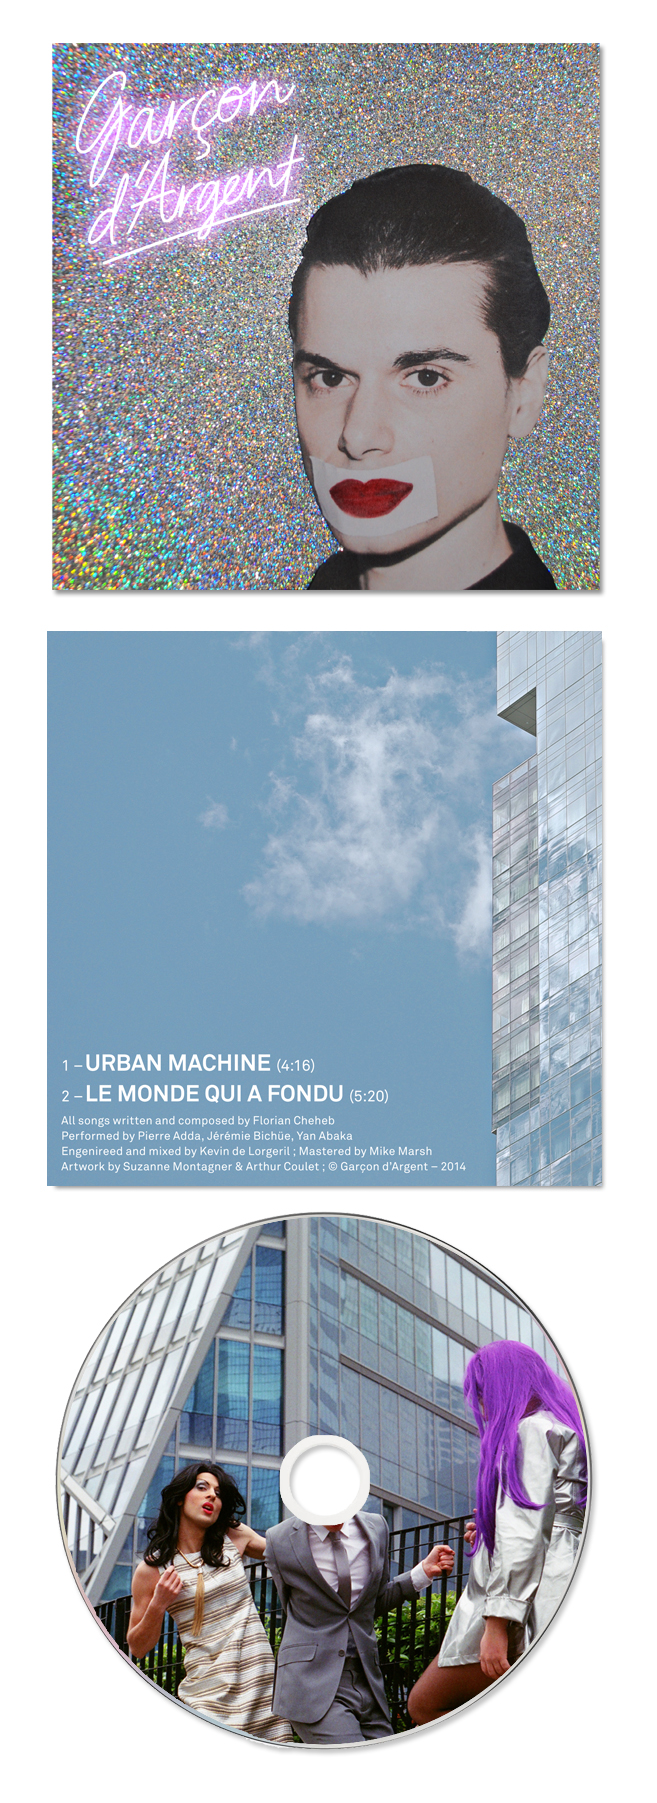 Garçon
d'Argent
1 – URBAN MACHINE (4:16)
2 – LE MONDE QUI A FONDU (5:20)
All songs written and composed by Florian Cheheb
Performed by Pierre Adda, Jérémie Bichüe, Yan Abaka
Engenireed and mixed by Kevin de Lorgeril ; Mastered by Mike Marsh
Artwork by Suzanne Montagner & Arthur Coulet ; © Garçon d'Argent – 2014